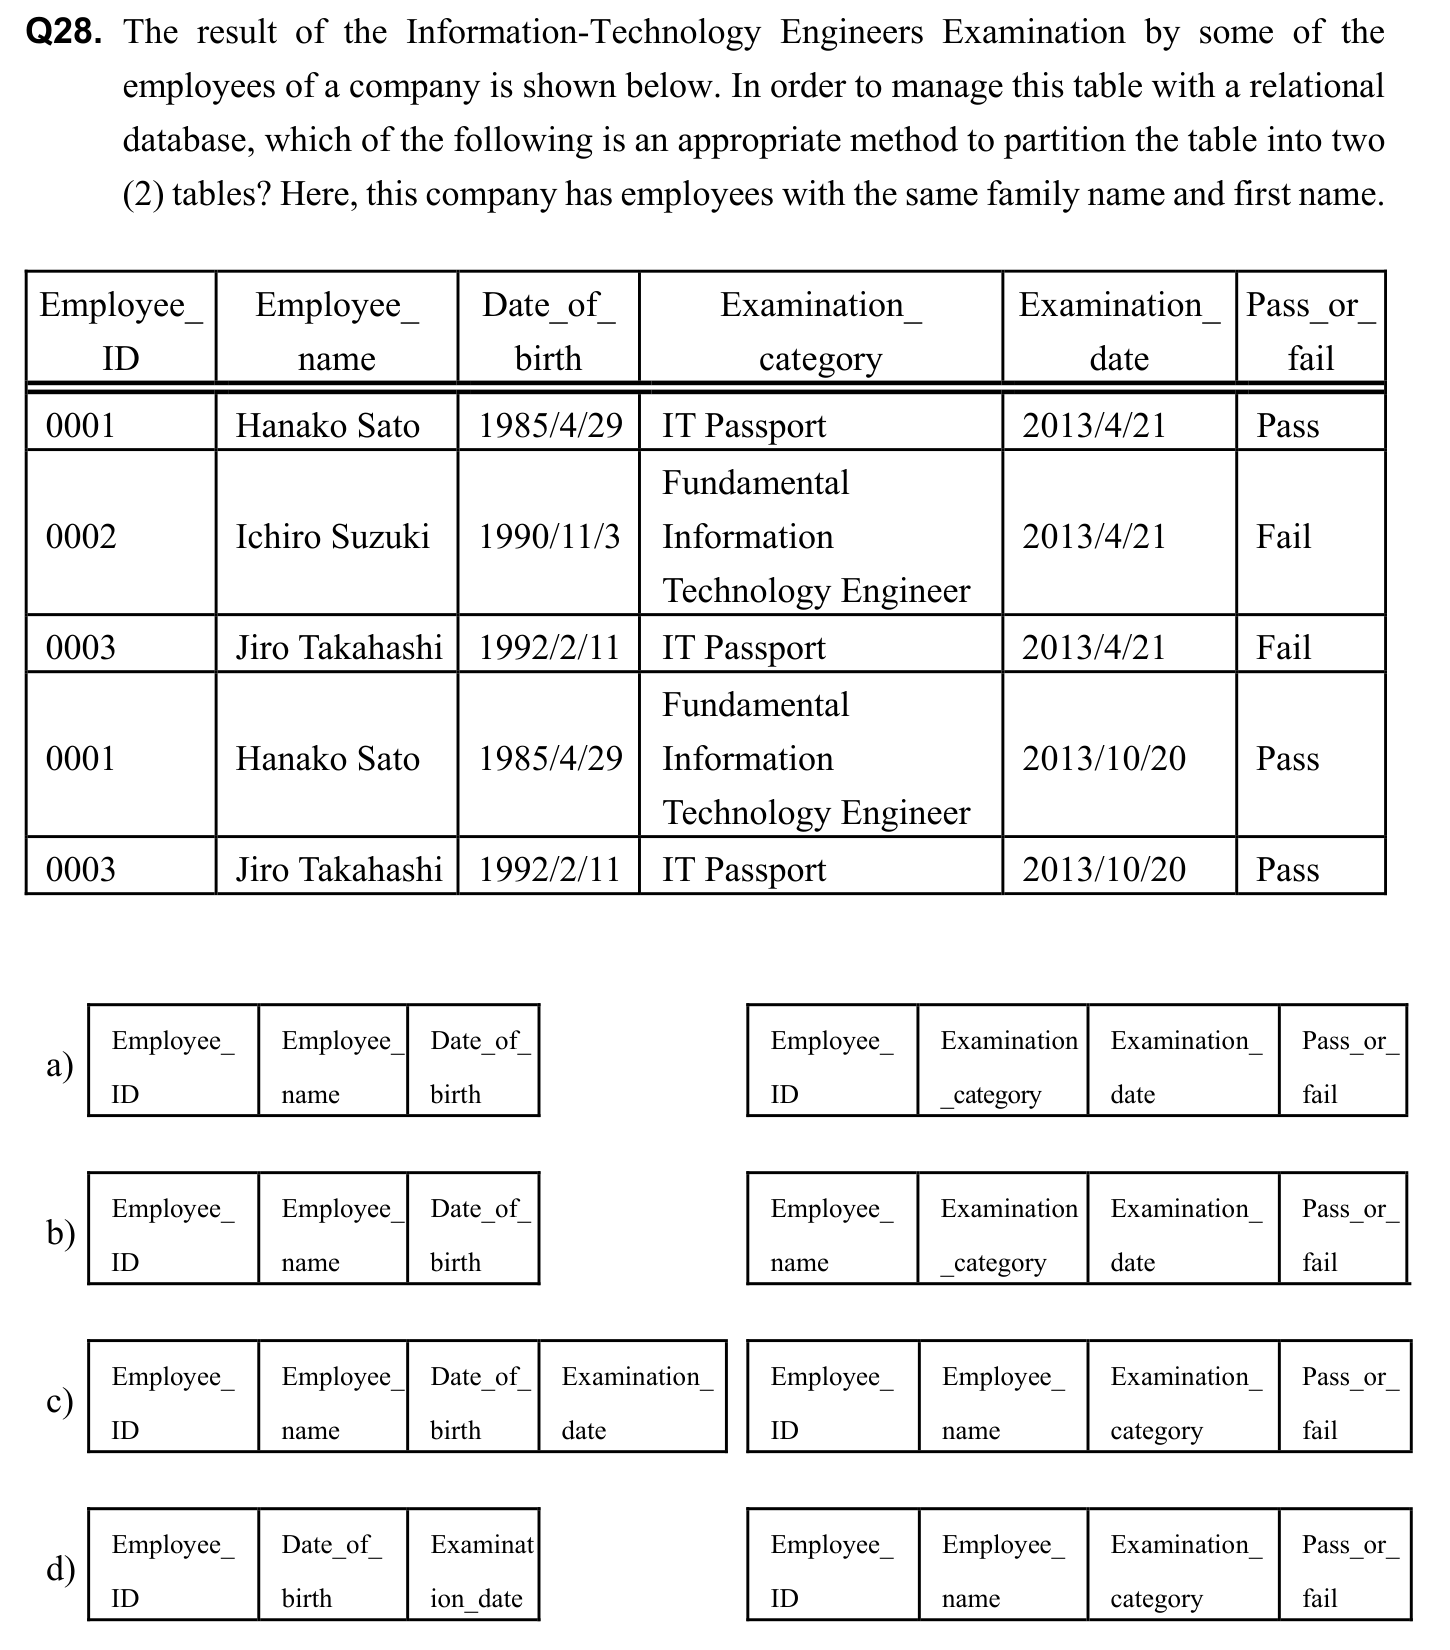 Q28. The result of the Information-Technology Engineers Examination by some of the
employees of a company is shown below. In order to manage this table with a relational
database, which of the following is an appropriate method to partition the table into two
(2) tables? Here, this company has employees with the same family name and first name.
Employee_ Employee_ Date_of_ Examination_ Examination_ Pass_or_
ID name birth category date fail
0001 Hanako Sato 1985/4/29 IT Passport 2013/4/21 Pass
Fundamental
0002 Ichiro Suzuki 1990/11/3 Information 2013/4/21 Fail
Technology Engineer
0003 Jiro Takahashi 1992/2/11 IT Passport 2013/4/21 Fail
Fundamental
0001 Hanako Sato 1985/4/29 Information 2013/10/20 Pass
Technology Engineer
0003 Jiro Takahashi 1992/2/11 IT Passport 2013/10/20 Pass
a) Employee_ Employee_ Date_of_ Employee_ Examination Examination_ Pass_or_
ID name birth ID _category date fail
b) Employee_ Employee_ Date_of_ Employee_ Examination Examination_ Pass_or_
ID name birth name _category date fail
c) Employee_ Employee_ Date_of_ Examination_ Employee_ Employee_ Examination_ Pass_or_
ID name birth date ID name category fail
d) Employee_ Date_of_ Examinat Employee_ Employee_ Examination_ Pass_or_
ID birth ion_date ID name category fail